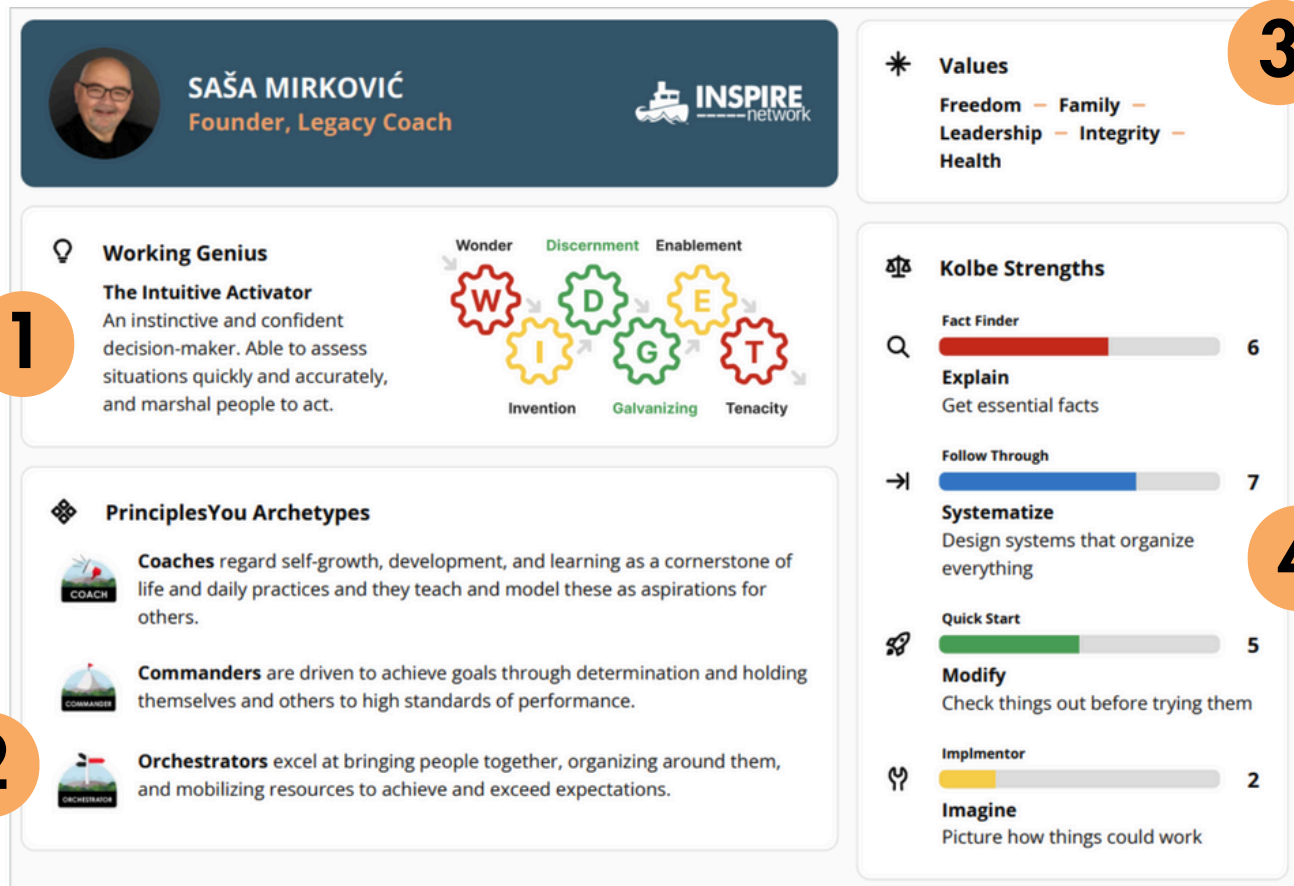 SAŠA MIRKOVIĆ
Founder, Legacy Coach
INSPIRE
network
1
Working Genius
The Intuitive Activator
An instinctive and confident
decision-maker. Able to assess
situations quickly and accurately,
and marshal people to act.
Wonder Discernment Enablement
W D E
I G T
Invention Galvanizing Tenacity
2
PrinciplesYou Archetypes
COACH
Coaches regard self-growth, development, and learning as a cornerstone of
life and daily practices and they teach and model these as aspirations for
others.
COMMANDER
Commanders are driven to achieve goals through determination and holding
themselves and others to high standards of performance.
ORCHESTRATOR
Orchestrators excel at bringing people together, organizing around them,
and mobilizing resources to achieve and exceed expectations.
3
Values
Freedom – Family –
Leadership – Integrity –
Health
4
Kolbe Strengths
Fact Finder
6
Explain
Get essential facts
Follow Through
7
Systematize
Design systems that organize
everything
Quick Start
5
Modify
Check things out before trying them
Implmentor
2
Imagine
Picture how things could work